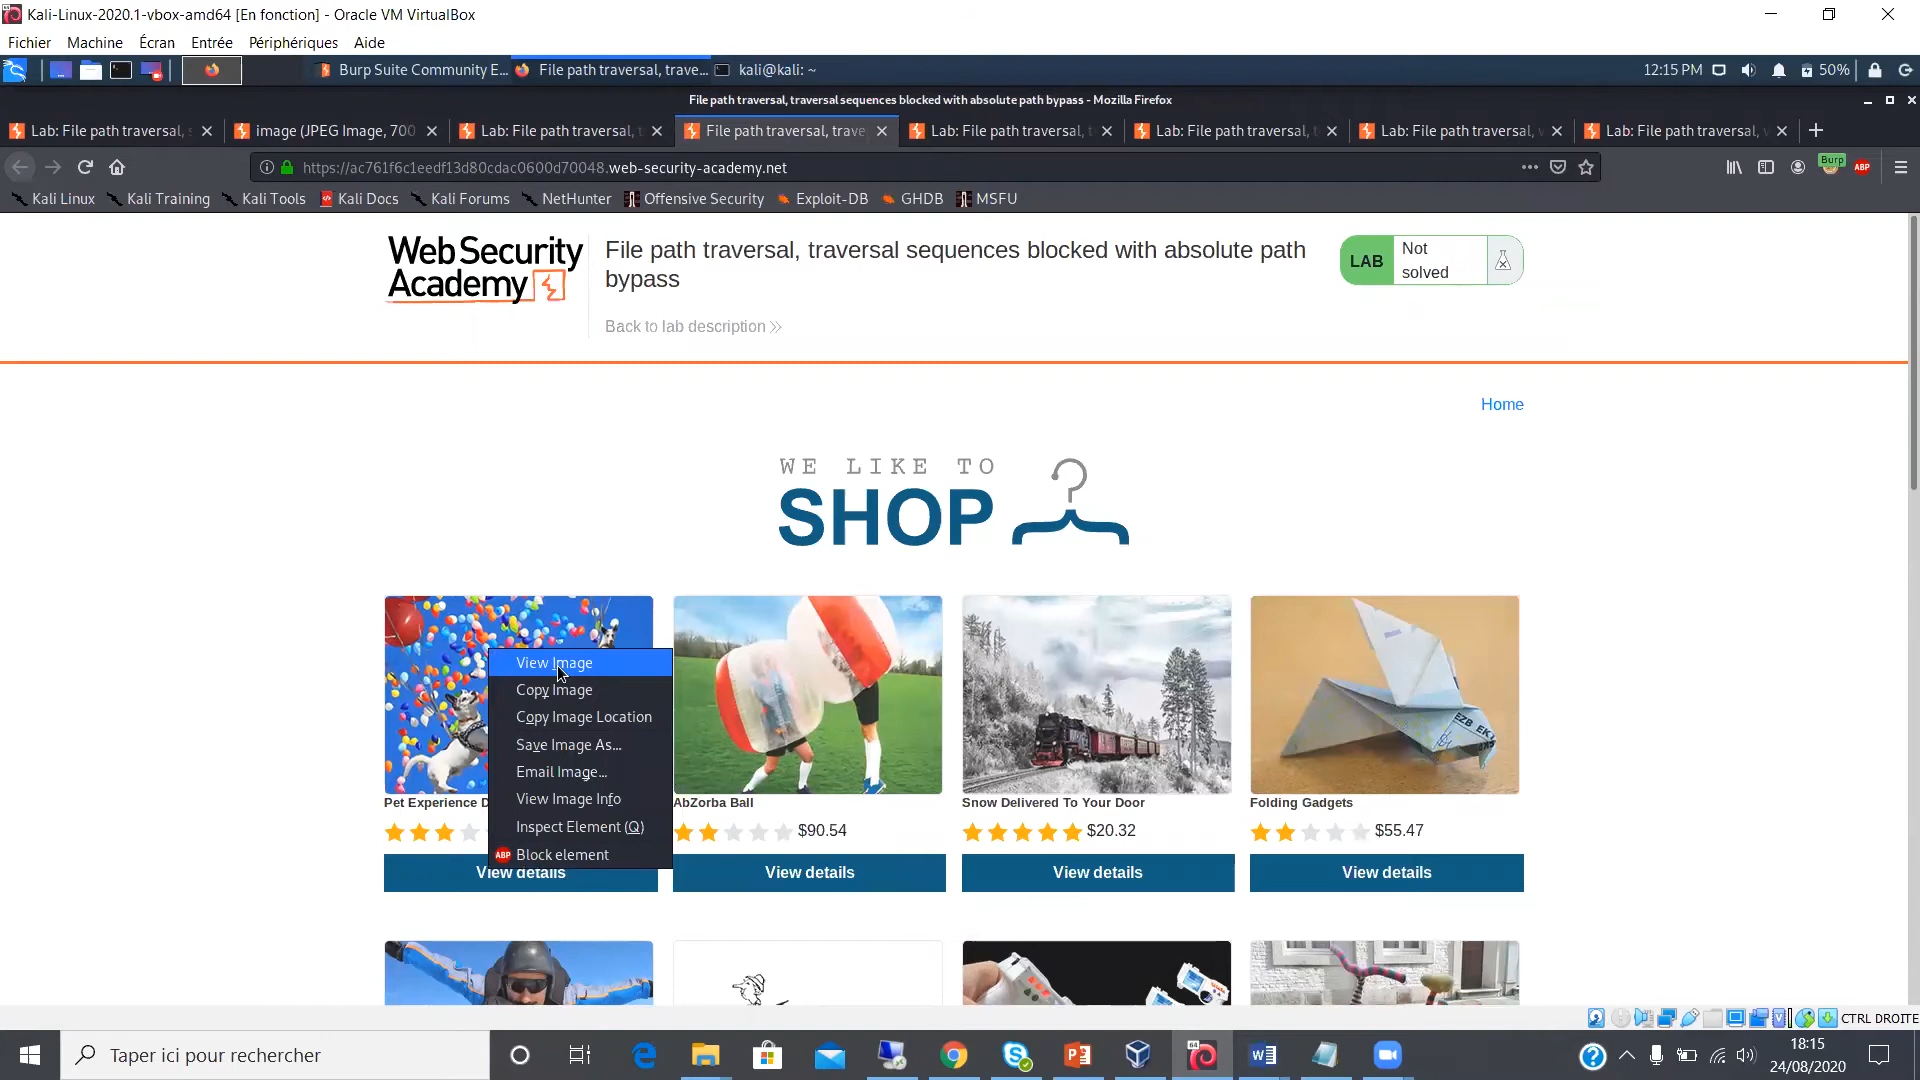 Kali-Linux-2020.1-vbox-amd64 [En fonction] - Oracle VM VirtualBox
Fichier Machine Écran Entrée Périphériques Aide
Burp Suite Community E... File path traversal, trave... kali@kali: ~ 12:15 PM 50%
File path traversal, traversal sequences blocked with absolute path bypass - Mozilla Firefox
Lab: File path traversal, s image (JPEG Image, 700 Lab: File path traversal, t File path traversal, trave Lab: File path traversal, t Lab: File path traversal, t Lab: File path traversal, v Lab: File path traversal, v
https://ac761f6c1eedf13d80cdac0600d70048.web-security-academy.net Burp ABP
Kali Linux Kali Training Kali Tools Kali Docs Kali Forums NetHunter Offensive Security Exploit-DB GHDB MSFU
Web Security
Academy
File path traversal, traversal sequences blocked with absolute path
bypass
LAB Not
solved
Back to lab description
Home
WE LIKE TO
SHOP
View Image
Copy Image
Copy Image Location
Save Image As...
Email Image...
View Image Info
Inspect Element (Q)
ABP Block element
Pet Experience D AbZorba Ball Snow Delivered To Your Door Folding Gadgets
$90.54 $20.32 $55.47
View details View details View details View details
CTRL DROITE
Taper ici pour rechercher
18:15
24/08/2020